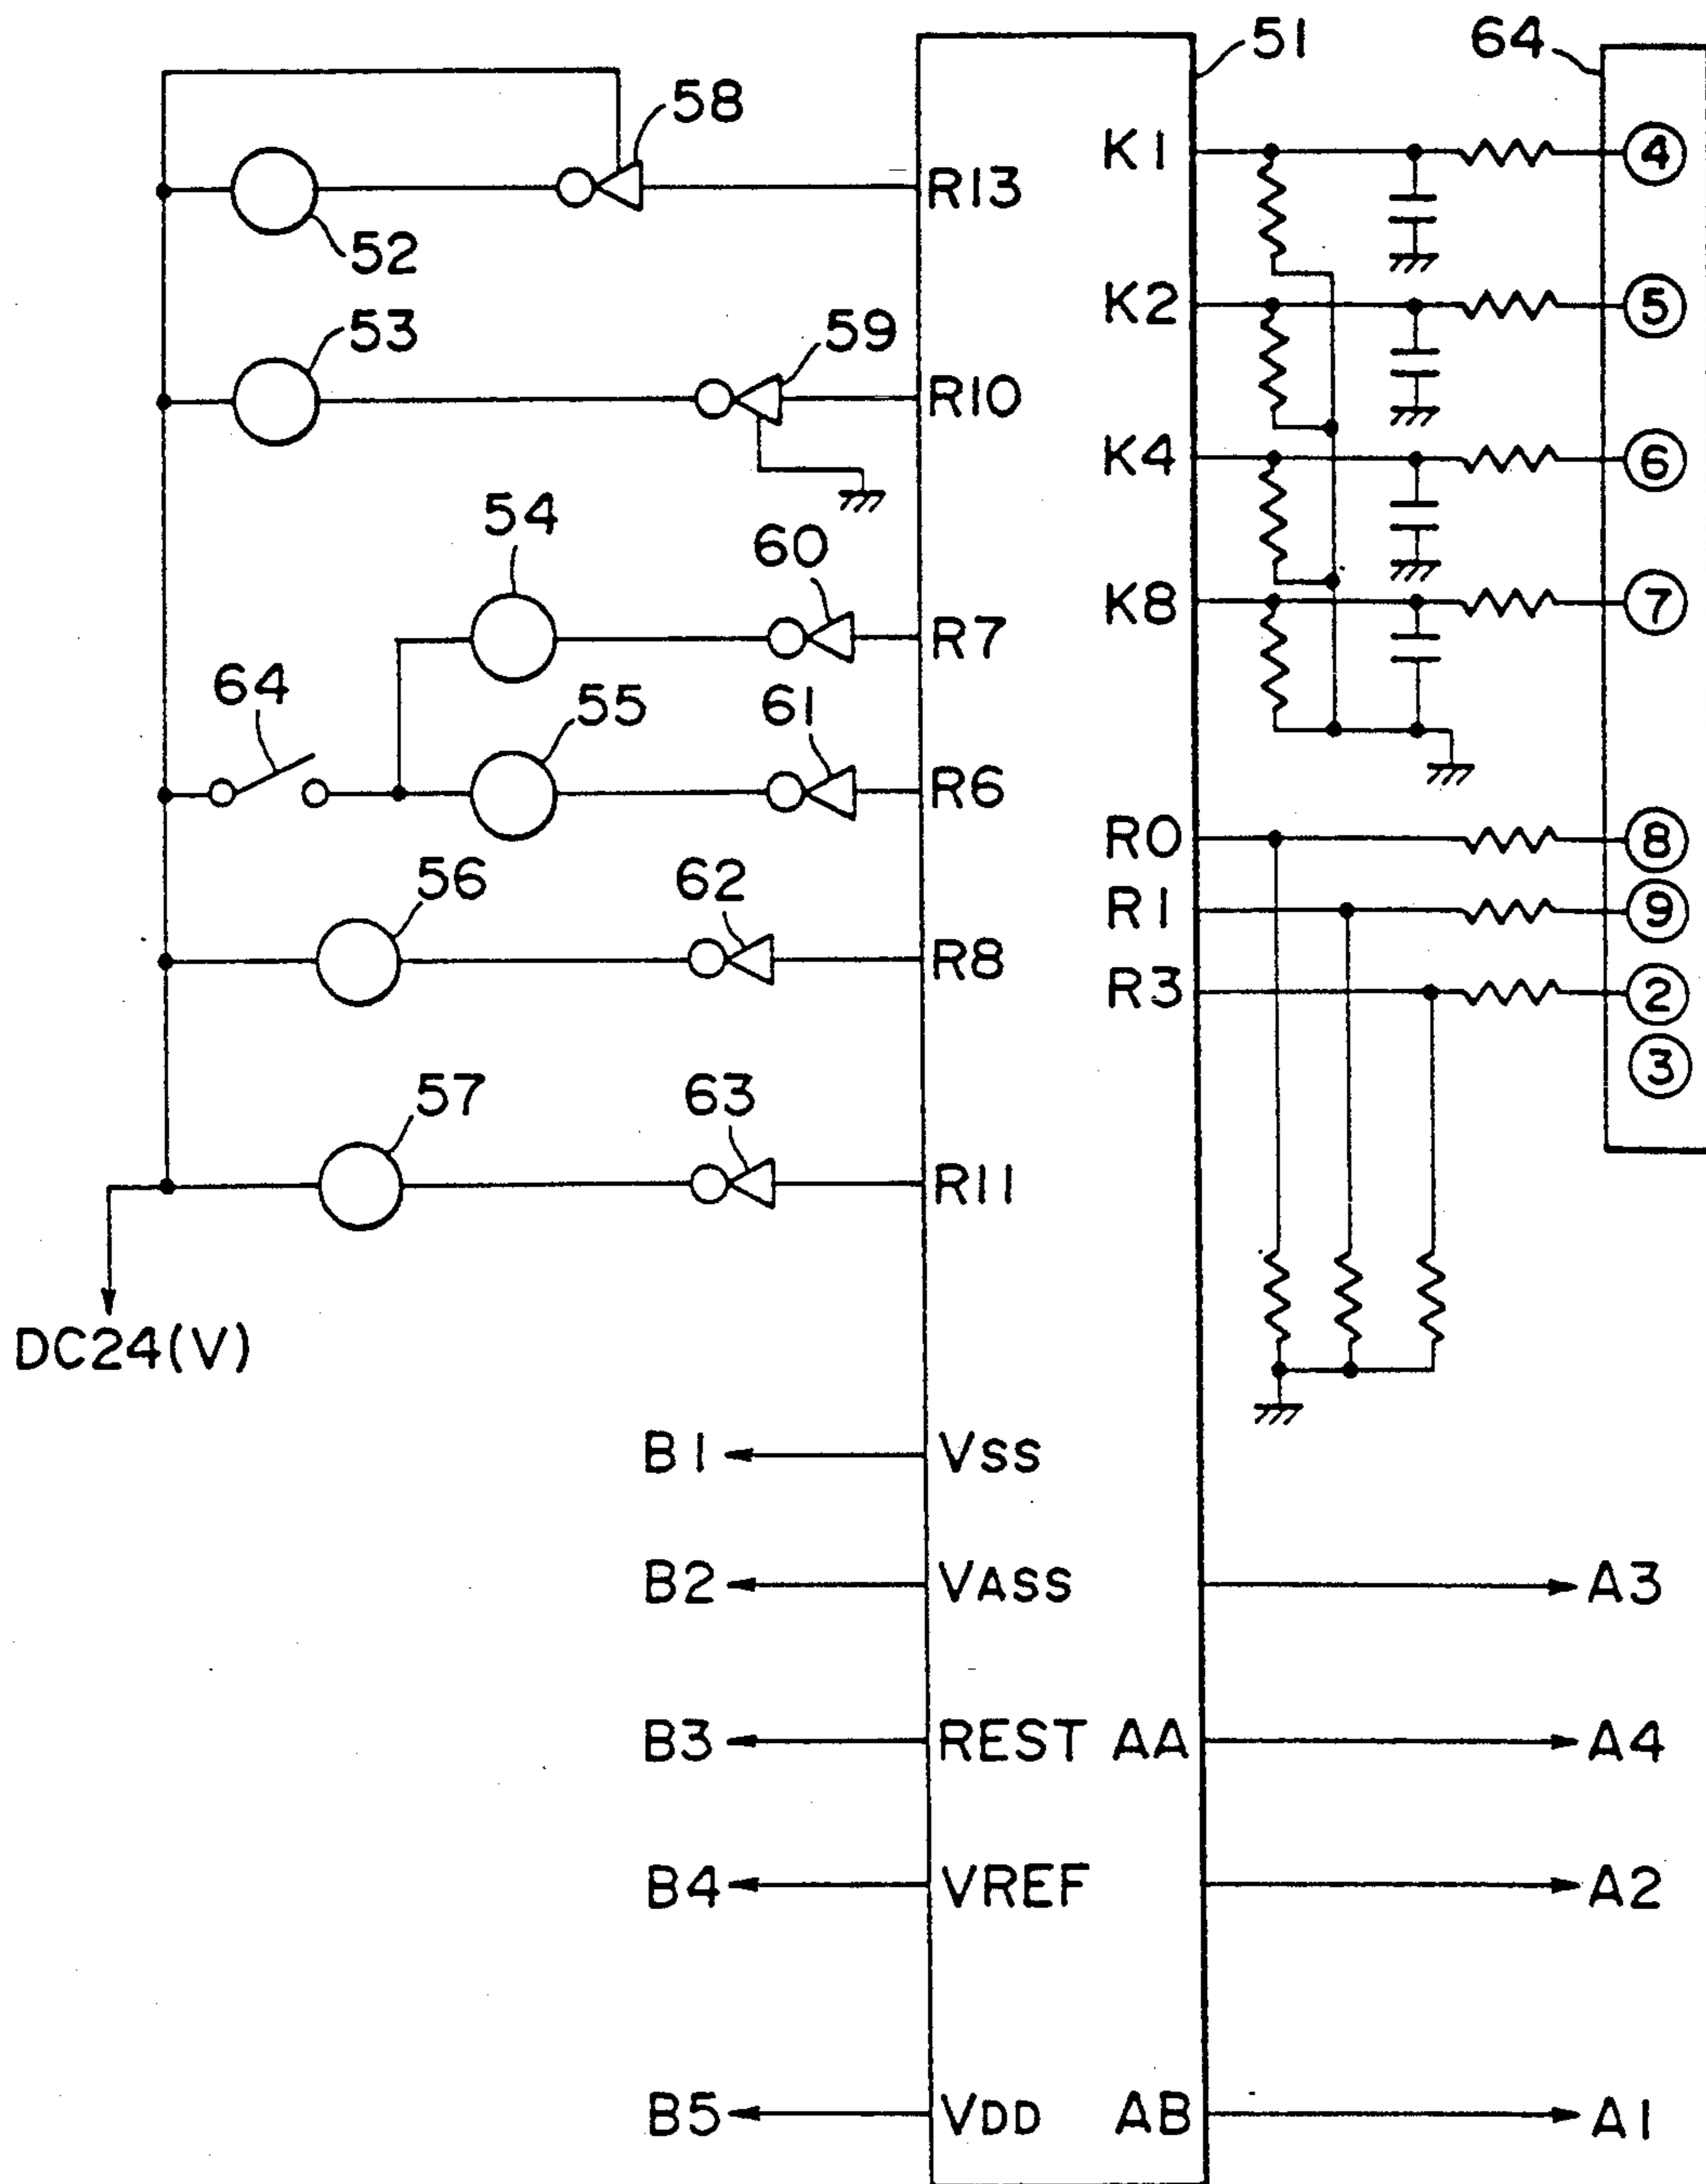 51
64
58
K1
4
R13
52
K2
5
53
59
R10
K4
6
54
60
K8
7
R7
64
55
61
R6
R0
8
56
62
R1
9
R8
R3
2
3
57
63
R11
DC24(V)
B1
VSS
B2
VASS
A3
B3
REST
AA
A4
B4
VREF
A2
B5
VDD
AB
A1